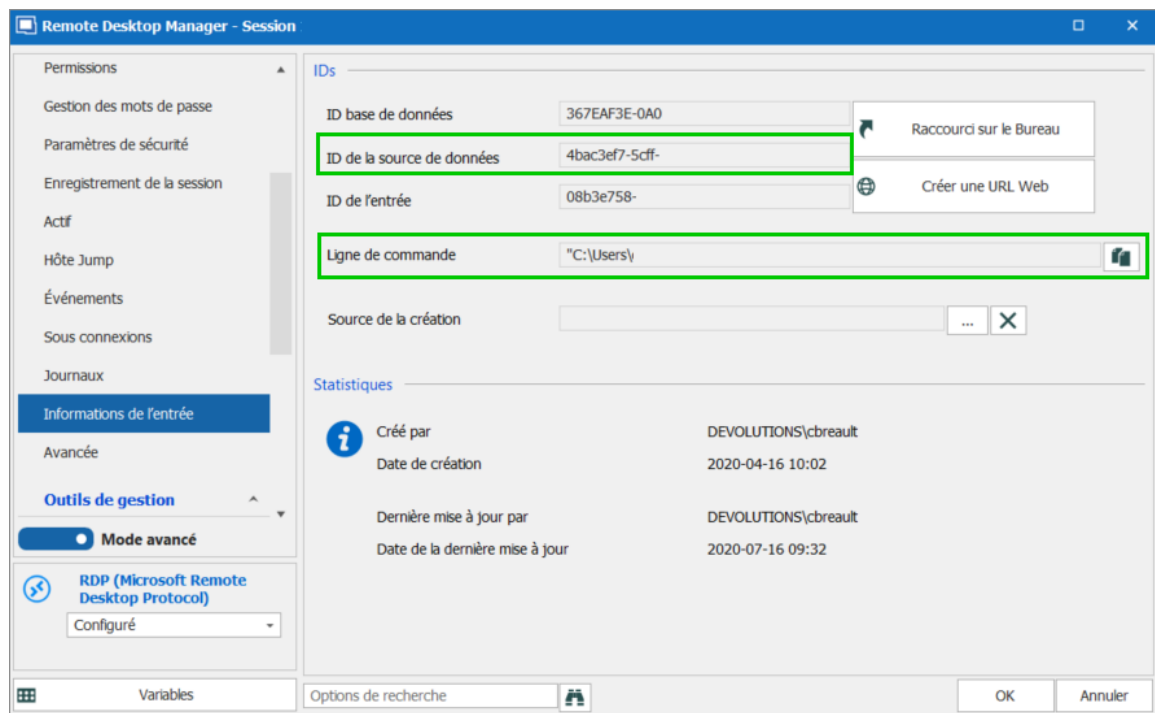 Remote Desktop Manager - Session
Permissions
Gestion des mots de passe
Paramètres de sécurité
Enregistrement de la session
Actif
Hôte Jump
Événements
Sous connexions
Journaux
Informations de l'entrée
Avancée
Outils de gestion
Mode avancé
RDP (Microsoft Remote
Desktop Protocol)
Configuré
Variables
IDs
ID base de données 367EAF3E-0A0
ID de la source de données 4bac3ef7-5cff-
ID de l'entrée 08b3e758-
Raccourci sur le Bureau
Créer une URL Web
Ligne de commande "C:\Users\
Source de la création ...
Statistiques
Créé par DEVOLUTIONS\cbreault
Date de création 2020-04-16 10:02
Dernière mise à jour par DEVOLUTIONS\cbreault
Date de la dernière mise à jour 2020-07-16 09:32
Options de recherche
OK
Annuler